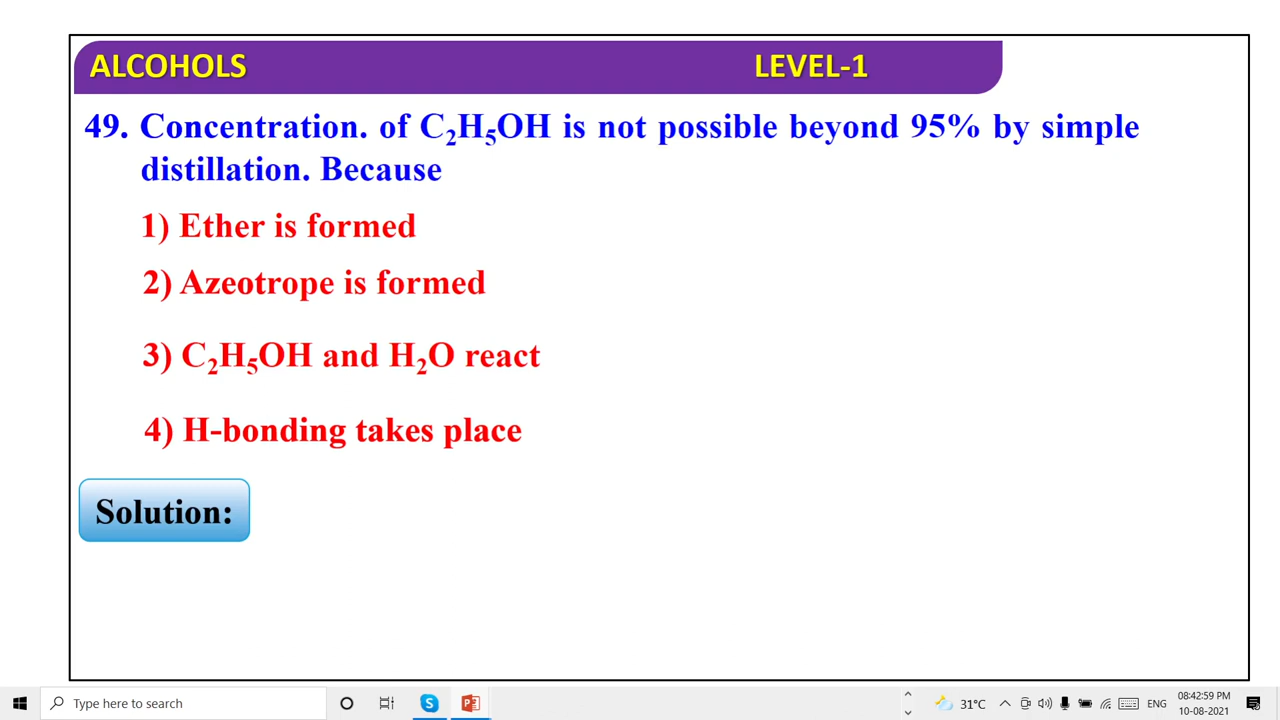 ALCOHOLS LEVEL-1
49. Concentration. of C₂H₅OH is not possible beyond 95% by simple
distillation. Because
1) Ether is formed
2) Azeotrope is formed
3) C₂H₅OH and H₂O react
4) H-bonding takes place
Solution:
Type here to search
31°C
ENG
08:42:59 PM
10-08-2021